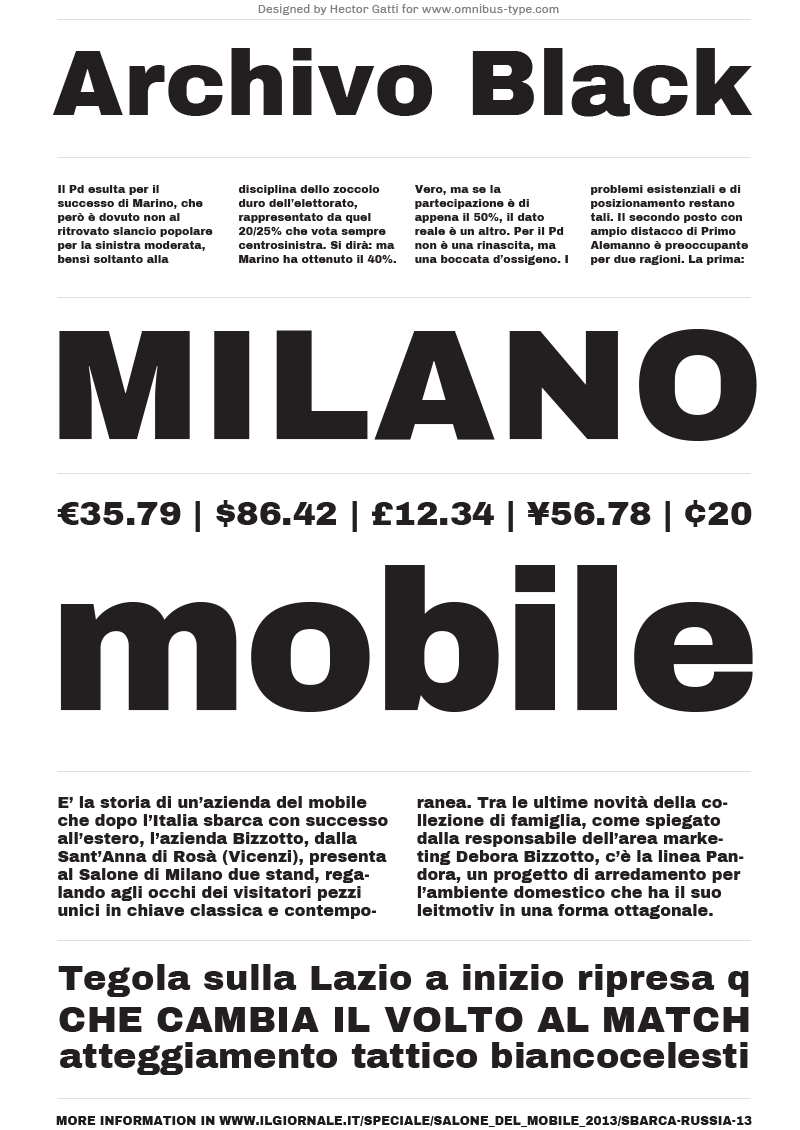 Designed by Hector Gatti for www.omnibus-type.com
Archivo Black
Il Pd esulta per il
successo di Marino, che
però è dovuto non al
ritrovato slancio popolare
per la sinistra moderata,
bensì soltanto alla
disciplina dello zoccolo
duro dell’elettorato,
rappresentato da quel
20/25% che vota sempre
centrosinistra. Si dirà: ma
Marino ha ottenuto il 40%.
Vero, ma se la
partecipazione è di
appena il 50%, il dato
reale è un altro. Per il Pd
non è una rinascita, ma
una boccata d’ossigeno. I
problemi esistenziali e di
posizionamento restano
tali. Il secondo posto con
ampio distacco di Primo
Alemanno è preoccupante
per due ragioni. La prima:
MILANO
€35.79 | $86.42 | £12.34 | ¥56.78 | ¢20
mobile
E’ la storia di un’azienda del mobile
che dopo l’Italia sbarca con successo
all’estero, l’azienda Bizzotto, dalla
Sant’Anna di Rosà (Vicenzi), presenta
al Salone di Milano due stand, rega-
lando agli occhi dei visitatori pezzi
unici in chiave classica e contempo-
ranea. Tra le ultime novità della co-
llezione di famiglia, come spiegato
dalla responsabile dell’area marke-
ting Debora Bizzotto, c’è la linea Pan-
dora, un progetto di arredamento per
l’ambiente domestico che ha il suo
leitmotiv in una forma ottagonale.
Tegola sulla Lazio a inizio ripresa q
CHE CAMBIA IL VOLTO AL MATCH
atteggiamento tattico biancocelesti
MORE INFORMATION IN WWW.ILGIORNALE.IT/SPECIALE/SALONE_DEL_MOBILE_2013/SBARCA-RUSSIA-13